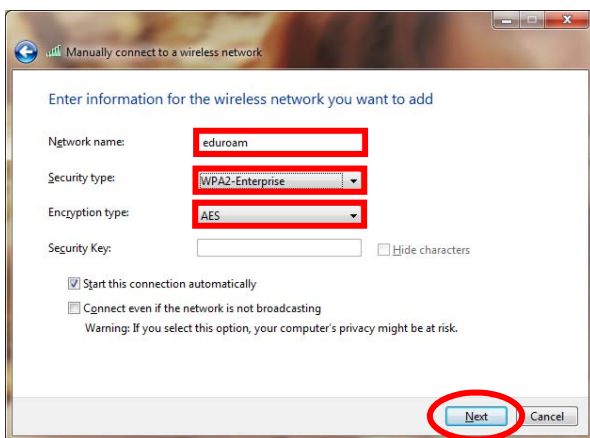 Manually connect to a wireless network
Enter information for the wireless network you want to add
Network name: eduroam
Security type: WPA2-Enterprise
Encryption type: AES
Security Key: Hide characters
Start this connection automatically
Connect even if the network is not broadcasting
Warning: If you select this option, your computer's privacy might be at risk.
Next Cancel